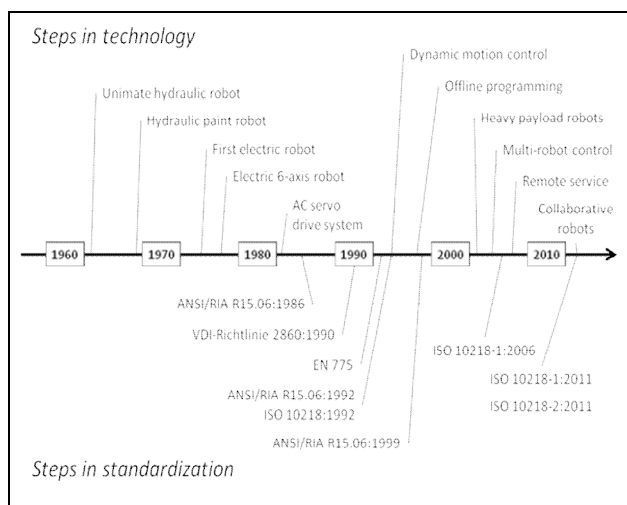 Steps in technology
Dynamic motion control
Offline programming
Unimate hydraulic robot
Hydraulic paint robot
Heavy payload robots
First electric robot
Multi-robot control
Electric 6-axis robot
Remote service
AC servo
drive system
Collaborative
robots
1960
1970
1980
1990
2000
2010
ANSI/RIA R15.06:1986
VDI-Richtlinie 2860:1990
EN 775
ISO 10218-1:2006
ANSI/RIA R15.06:1992
ISO 10218:1992
ISO 10218-1:2011
ISO 10218-2:2011
ANSI/RIA R15.06:1999
Steps in standardization